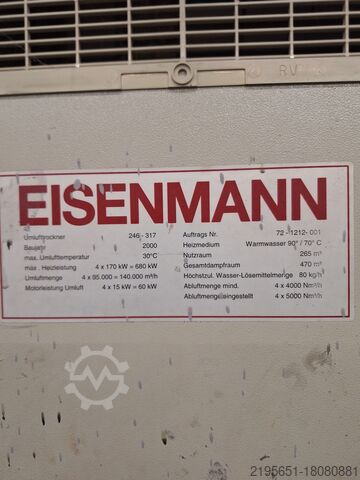 RV
EISENMANN
Umlufttrockner 246 - 317
Baujahr 2000
max. Umlufttemperatur 30°C
max. Heizleistung 4 x 170 kW = 680 kW
Umluftmenge 4 x 35.000 = 140.000 m³/h
Motorleistung Umluft 4 x 15 kW = 60 kW
Auftrags Nr. 72 -1212- 001
Heizmedium Warmwasser 90° / 70° C
Nutzraum 265 m³
Gesamtdampfraum 470 m³
Höchstzul. Wasser-Lösemittelmenge 80 kg/h
Abluftmenge mind. 4 x 4000 Nm³/h
Abluftmenge eingestellt 4 x 5000 Nm³/h
2195651-18080881